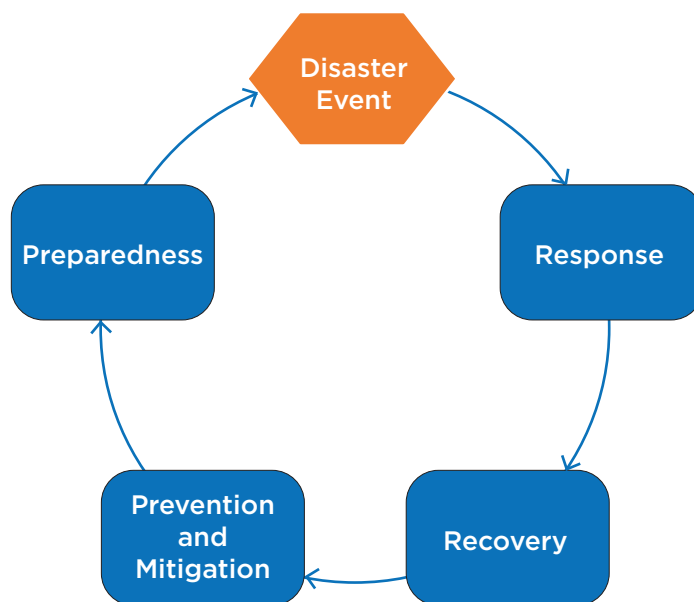 Disaster
Event
Preparedness
Response
Prevention
and
Mitigation
Recovery